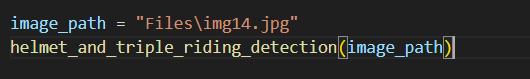 image_path = "Files\img14.jpg"
helmet_and_triple_riding_detection(image_path)